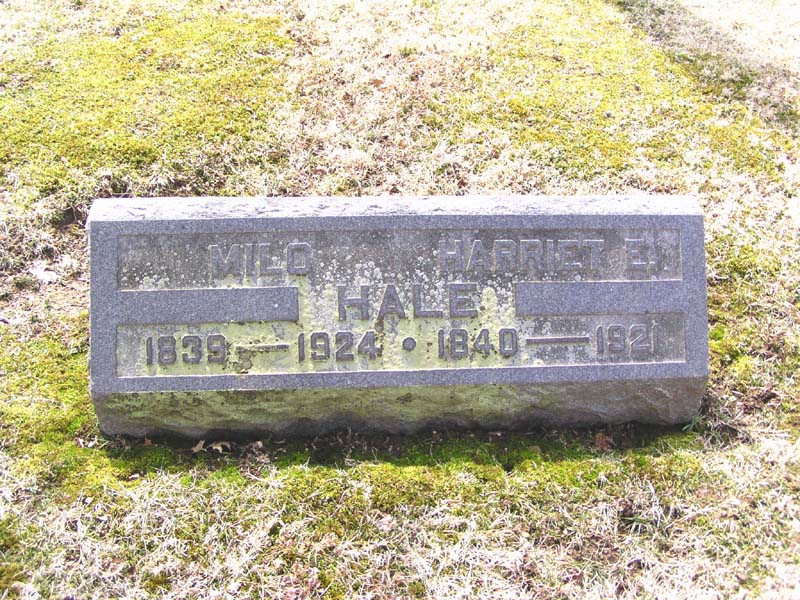 MILO HARRIET E.
HALE
1839 — 1924 • 1840 — 1921